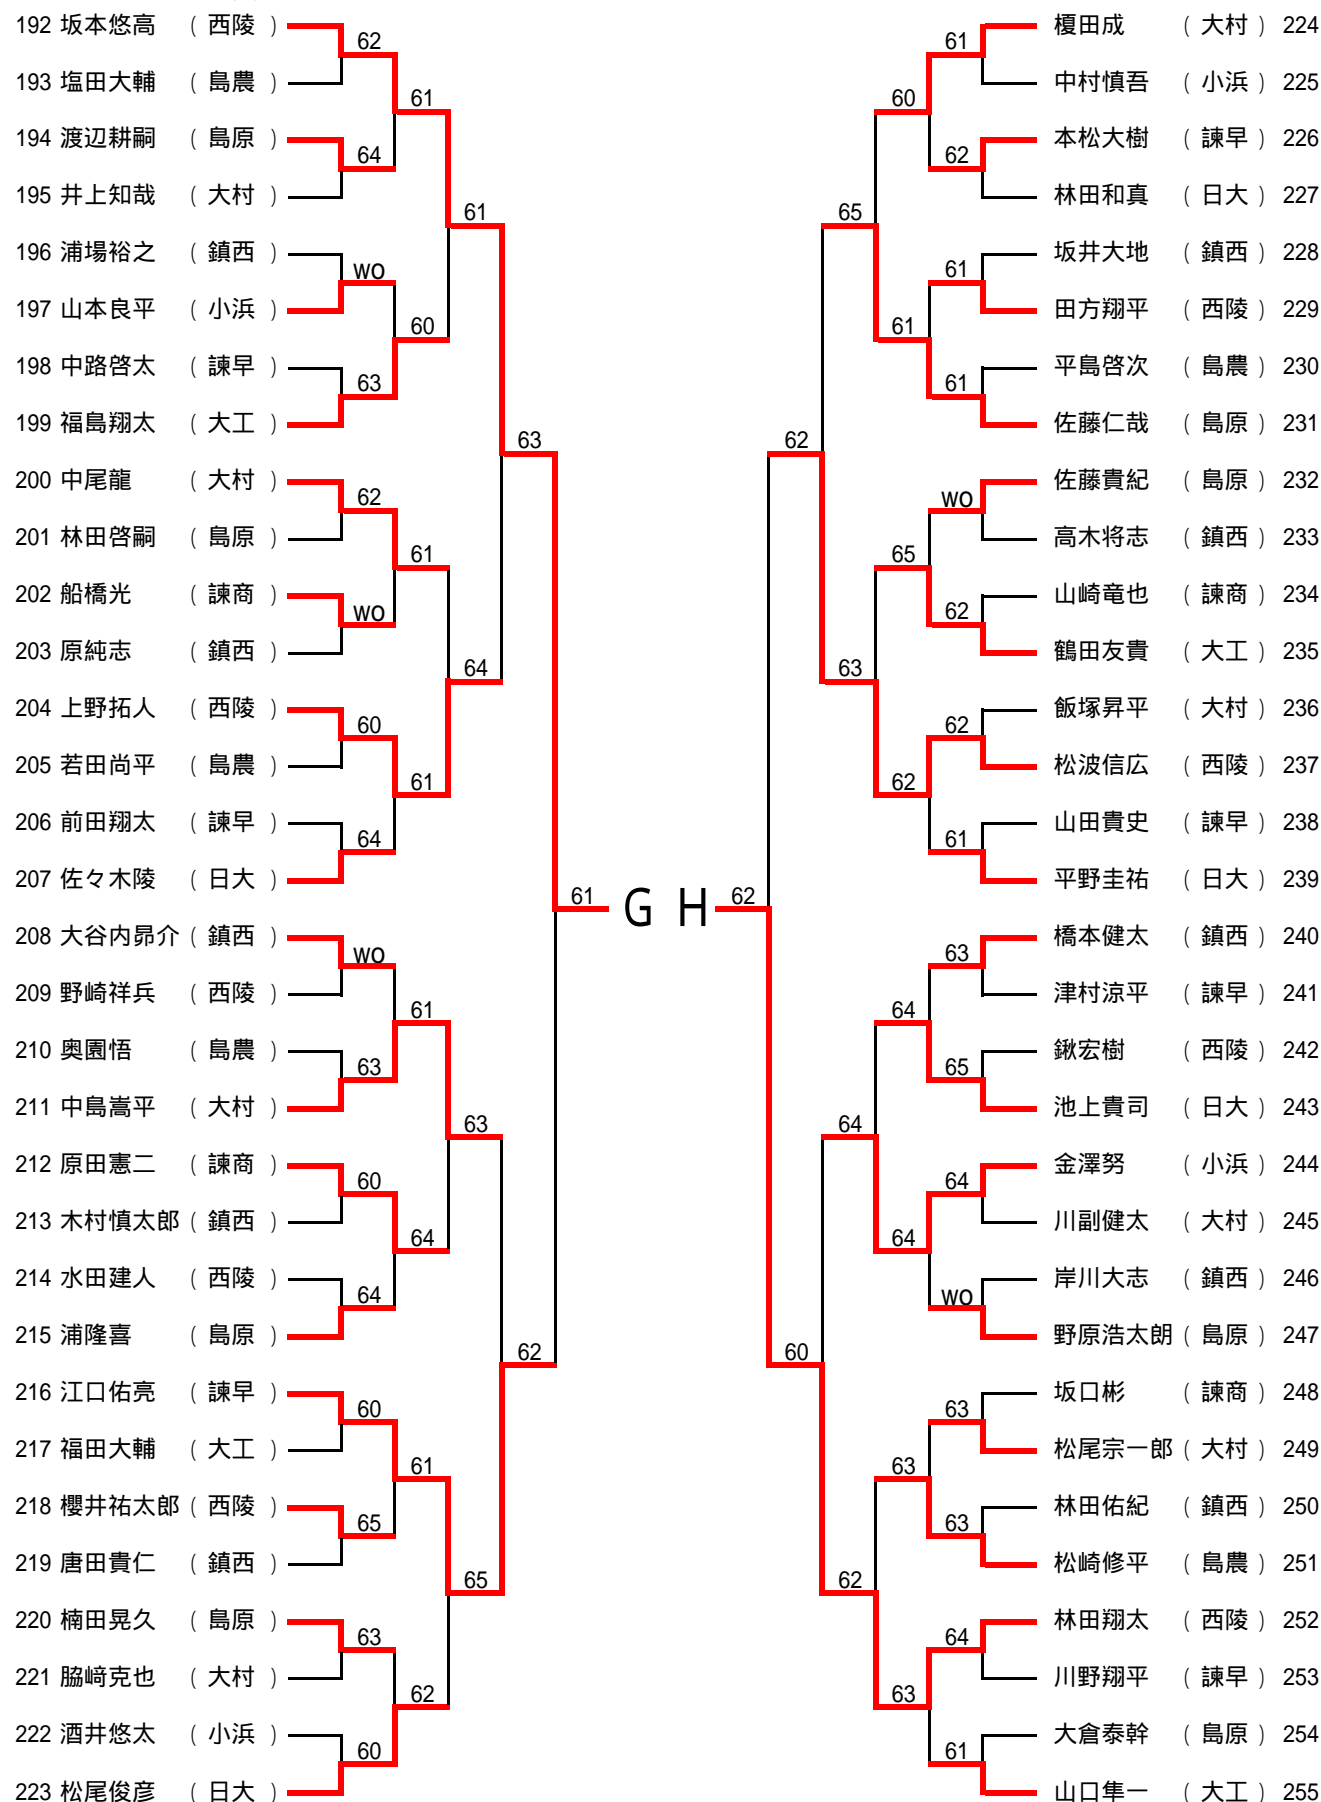 192 坂本悠高 ( 西陵 )
62
193 塩田大輔 ( 島農 )
61
194 渡辺耕嗣 ( 島原 )
64
195 井上知哉 ( 大村 )
61
196 浦場裕之 ( 鎮西 )
WO
197 山本良平 ( 小浜 )
60
198 中路啓太 ( 諫早 )
63
199 福島翔太 ( 大工 )
63
200 中尾龍 ( 大村 )
62
201 林田啓嗣 ( 島原 )
61
202 船橋光 ( 諫商 )
WO
203 原純志 ( 鎮西 )
64
204 上野拓人 ( 西陵 )
60
205 若田尚平 ( 島農 )
61
206 前田翔太 ( 諫早 )
64
207 佐々木陵 ( 日大 )
61 G
208 大谷内昴介 ( 鎮西 )
WO
209 野崎祥兵 ( 西陵 )
61
210 奥園悟 ( 島農 )
63
211 中島嵩平 ( 大村 )
63
212 原田憲二 ( 諫商 )
60
213 木村慎太郎 ( 鎮西 )
64
214 水田建人 ( 西陵 )
64
215 浦隆喜 ( 島原 )
62
216 江口佑亮 ( 諫早 )
60
217 福田大輔 ( 大工 )
61
218 櫻井祐太郎 ( 西陵 )
65
219 唐田貴仁 ( 鎮西 )
65
220 楠田晃久 ( 島原 )
63
221 脇﨑克也 ( 大村 )
62
222 酒井悠太 ( 小浜 )
60
223 松尾俊彦 ( 日大 )
榎田成 ( 大村 ) 224
61
中村慎吾 ( 小浜 ) 225
60
本松大樹 ( 諫早 ) 226
62
林田和真 ( 日大 ) 227
65
坂井大地 ( 鎮西 ) 228
61
田方翔平 ( 西陵 ) 229
61
平島啓次 ( 島農 ) 230
61
佐藤仁哉 ( 島原 ) 231
62
佐藤貴紀 ( 島原 ) 232
WO
高木将志 ( 鎮西 ) 233
65
山崎竜也 ( 諫商 ) 234
62
鶴田友貴 ( 大工 ) 235
63
飯塚昇平 ( 大村 ) 236
62
松波信広 ( 西陵 ) 237
62
山田貴史 ( 諫早 ) 238
61
平野圭祐 ( 日大 ) 239
H 62
橋本健太 ( 鎮西 ) 240
63
津村涼平 ( 諫早 ) 241
64
鍬宏樹 ( 西陵 ) 242
65
池上貴司 ( 日大 ) 243
64
金澤努 ( 小浜 ) 244
64
川副健太 ( 大村 ) 245
64
岸川大志 ( 鎮西 ) 246
WO
野原浩太朗 ( 島原 ) 247
60
坂口彬 ( 諫商 ) 248
63
松尾宗一郎 ( 大村 ) 249
63
林田佑紀 ( 鎮西 ) 250
63
松崎修平 ( 島農 ) 251
62
林田翔太 ( 西陵 ) 252
64
川野翔平 ( 諫早 ) 253
63
大倉泰幹 ( 島原 ) 254
61
山口隼一 ( 大工 ) 255